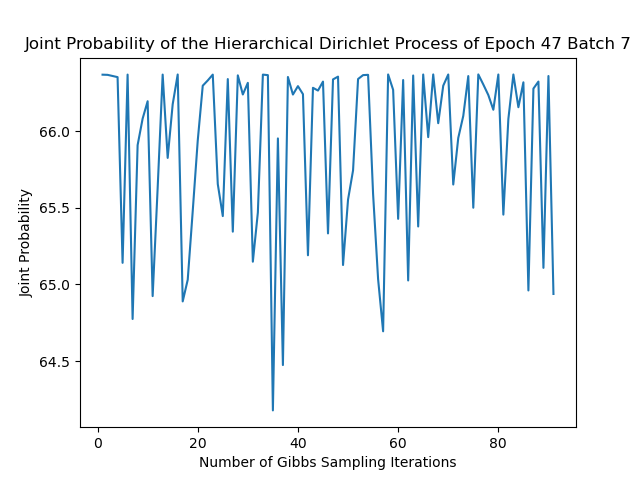 Joint Probability of the Hierarchical Dirichlet Process of Epoch 47 Batch 7
Joint Probability
66.0
65.5
65.0
64.5
0 20 40 60 80
Number of Gibbs Sampling Iterations